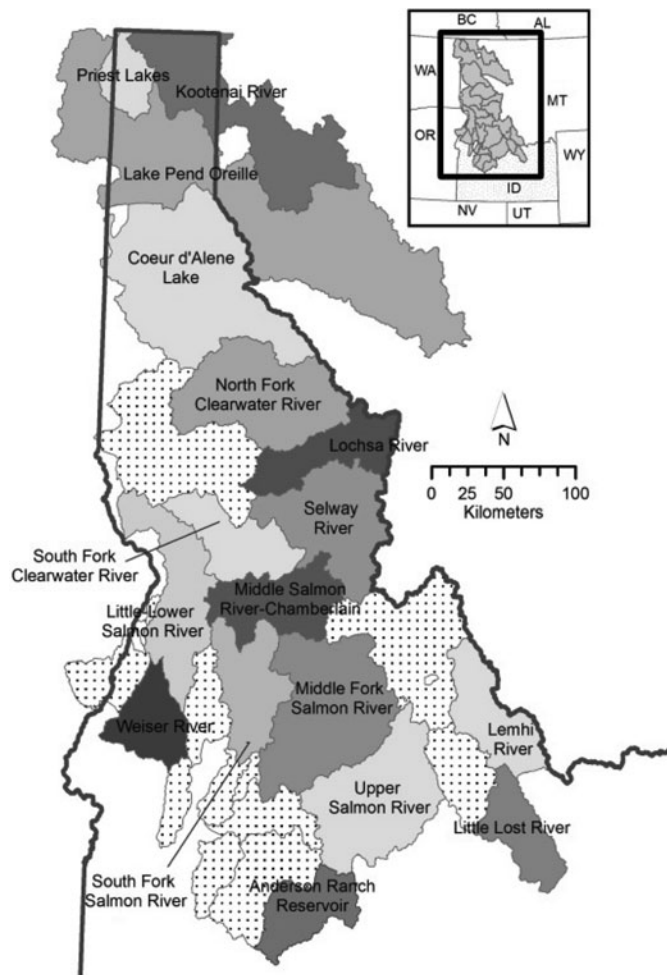 BC
AL
WA
MT
OR
WY
ID
NV
UT
Priest Lakes
Kootenai River
Lake Pend Oreille
Coeur d'Alene
Lake
North Fork
Clearwater River
Lochsa River
N
0 25 50 100
Kilometers
Selway
River
South Fork
Clearwater River
Middle Salmon
River-Chamberlain
Little-Lower
Salmon River
Middle Fork
Salmon River
Weiser River
Lemhi
River
Upper
Salmon River
Little Lost River
South Fork
Salmon River
Anderson Ranch
Reservoir